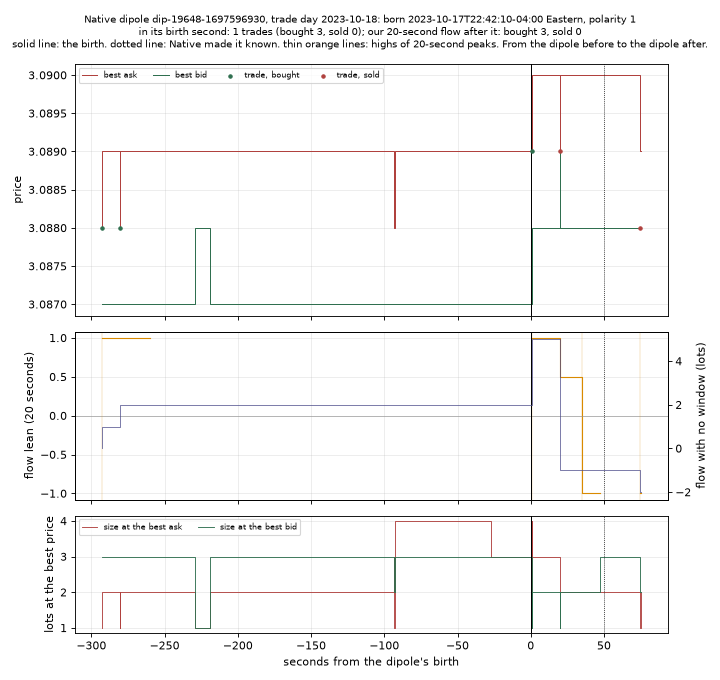 Native dipole dip-19648-1697596930, trade day 2023-10-18: born 2023-10-17T22:42:10-04:00 Eastern, polarity 1
in its birth second: 1 trades (bought 3, sold 0); our 20-second flow after it: bought 3, sold 0
solid line: the birth. dotted line: Native made it known. thin orange lines: highs of 20-second peaks. From the dipole before to the dipole after.
best ask
best bid
trade, bought
trade, sold
3.0900
3.0895
3.0890
3.0885
3.0880
3.0875
3.0870
price
1.0
0.5
0.0
−0.5
−1.0
flow lean (20 seconds)
4
2
0
−2
flow with no window (lots)
size at the best ask
size at the best bid
4
3
2
1
lots at the best price
−300
−250
−200
−150
−100
−50
0
50
seconds from the dipole's birth